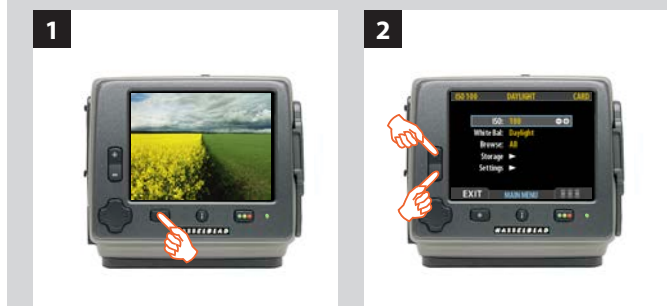 1
HASSELBLAD
2
ISO 100 DAYLIGHT CARD
ISO: 100
White Bal: Daylight
Browse: All
Storage
Settings
EXIT MAIN MENU
HASSELBLAD